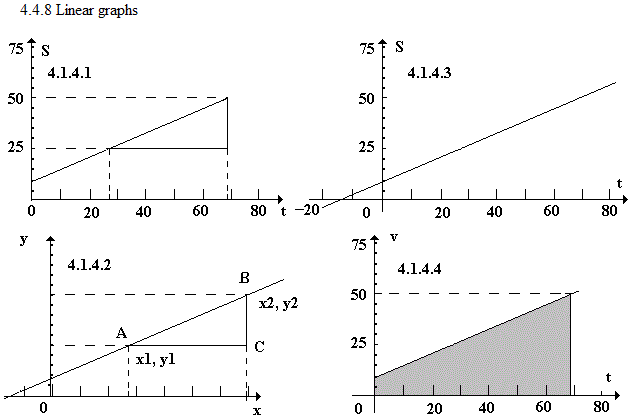 4.4.8 Linear graphs
75 S
4.1.4.1
50
25
0 20 40 60 80 t
75 S
4.1.4.3
50
25
t
−20 0 20 40 60 80
y
4.1.4.2
B
x2, y2
A
C
x1, y1
0 x
v
75
4.1.4.4
50
25
t
0 20 40 60 80